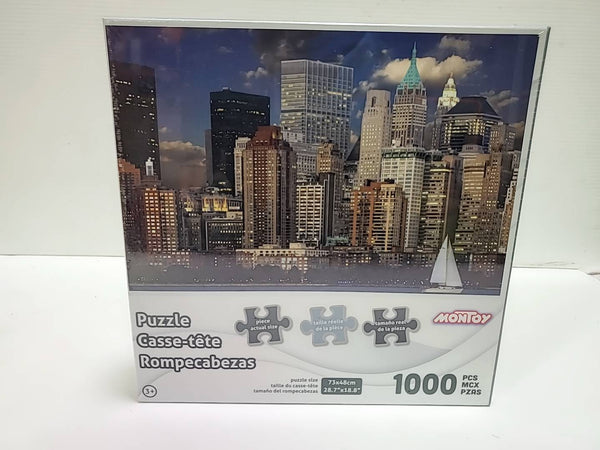 Puzzle
Casse-tête
Rompecabezas
piece
actual size
taille réelle
de la pièce
tamaño real
de la pieza
MONTOY
3+
puzzle size
taille du casse-tête
tamaño del rompecabezas
73x48cm
28.7"x18.8"
1000
PCS
MCX
PZAS